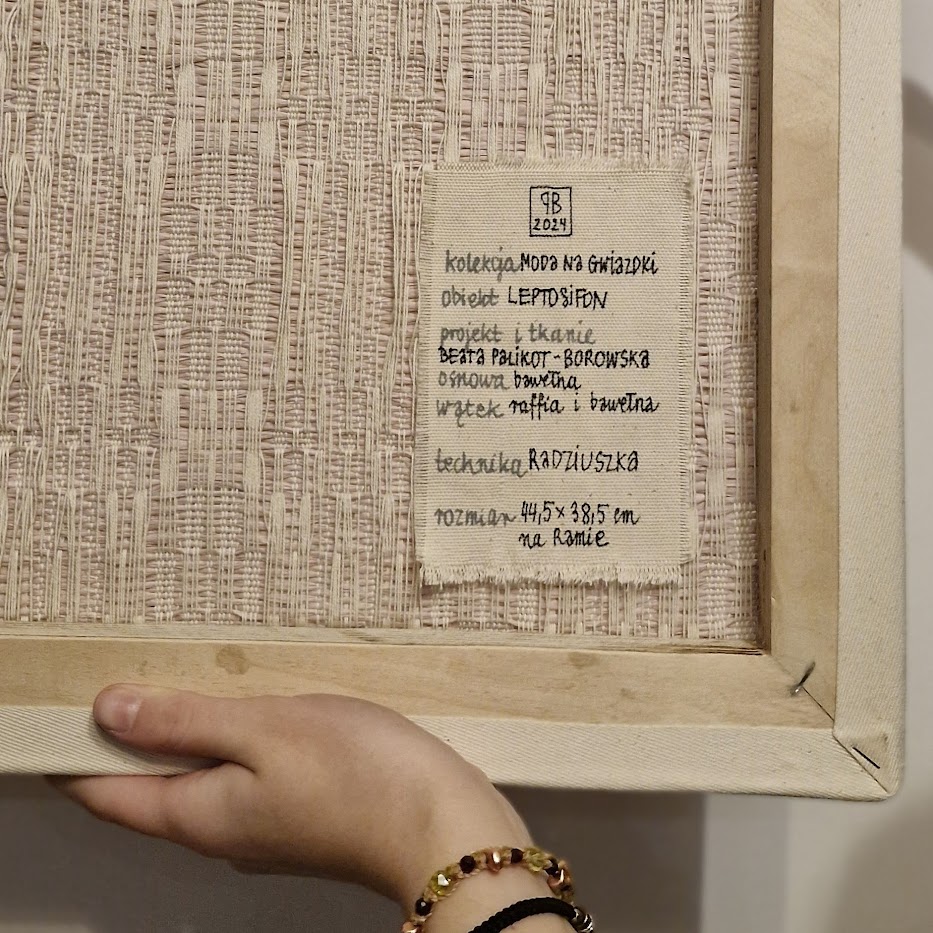 PB
2024
kolekcja MODA NA GWIAZDKI
obiekt LEPTOSIFON
projekt i tkanie
BEATA PALIKOT-BOROWSKA
osnowa bawełna
wątek raffia i bawełna
technika RADZIUSZKA
rozmiar 44,5 x 38,5 cm
na Ramie